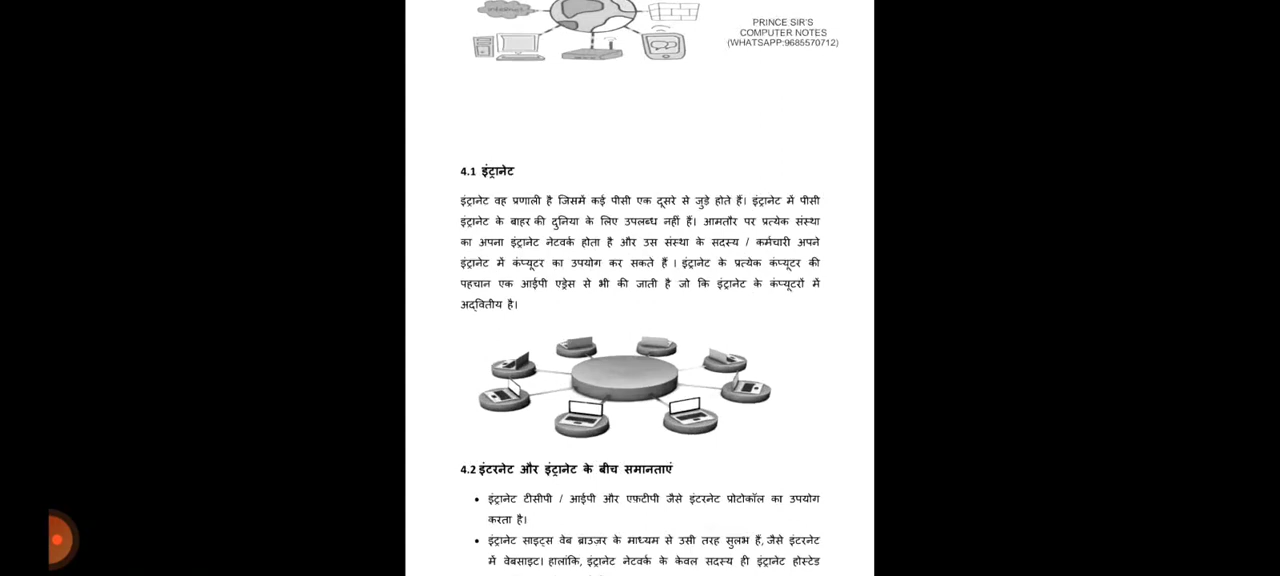 PRINCE SIR'S
COMPUTER NOTES
(WHATSAPP:9685570712)
4.1 इंट्रानेट
इंट्रानेट वह प्रणाली है जिसमें कई पीसी एक दूसरे से जुड़े होते हैं। इंट्रानेट में पीसी
इंट्रानेट के बाहर की दुनिया के लिए उपलब्ध नहीं हैं। आमतौर पर प्रत्येक संस्था
का अपना इंट्रानेट नेटवर्क होता है और उस संस्था के सदस्य / कर्मचारी अपने
इंट्रानेट में कंप्यूटर का उपयोग कर सकते हैं । इंट्रानेट के प्रत्येक कंप्यूटर की
पहचान एक आईपी एड्रेस से भी की जाती है जो कि इंट्रानेट के कंप्यूटरों में
अद्वितीय है।
4.2 इंटरनेट और इंट्रानेट के बीच समानताएं
• इंट्रानेट टीसीपी / आईपी और एफ़टीपी जैसे इंटरनेट प्रोटोकॉल का उपयोग
करता है।
• इंट्रानेट साइट्स वेब ब्राउज़र के माध्यम से उसी तरह सुलभ हैं, जैसे इंटरनेट
में वेबसाइट। हालांकि, इंट्रानेट नेटवर्क के केवल सदस्य ही इंट्रानेट होस्टेड